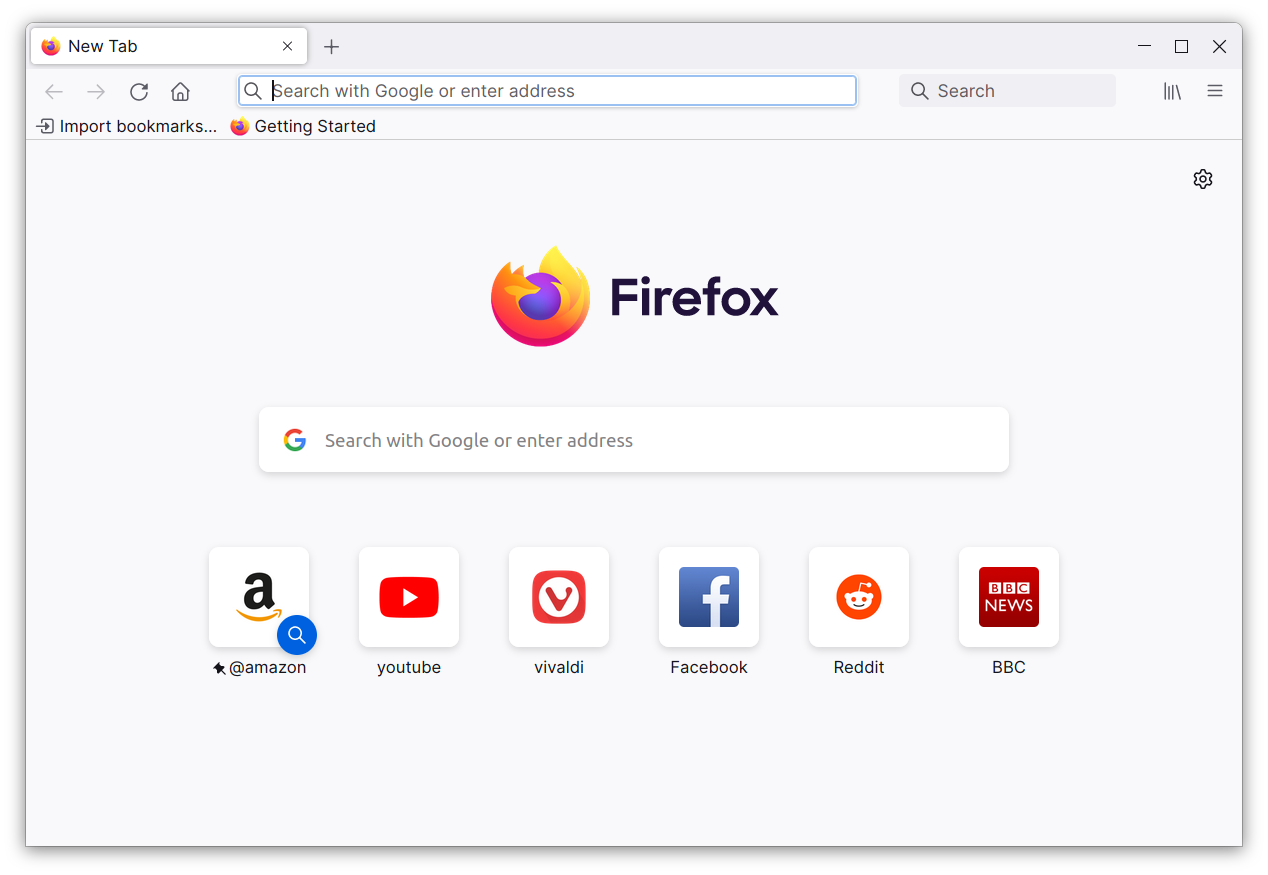 New Tab
Search with Google or enter address
Search
Import bookmarks...
Getting Started
Firefox
Search with Google or enter address
a
BBC
NEWS
@amazon
youtube
vivaldi
Facebook
Reddit
BBC